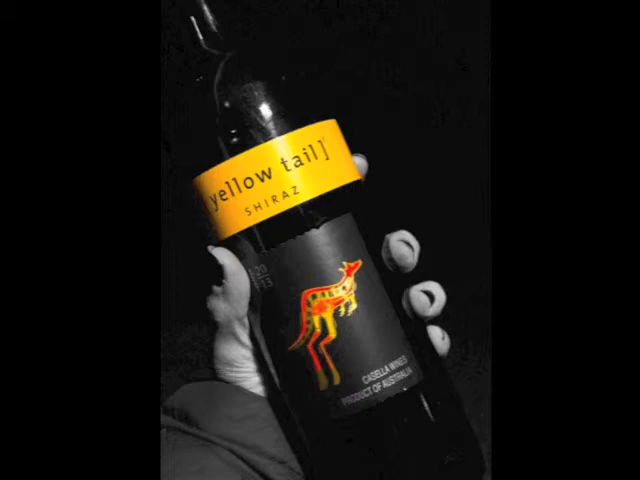 yellow tail]
SHIRAZ
20
13
CASELLA WINES
PRODUCT OF AUSTRALIA